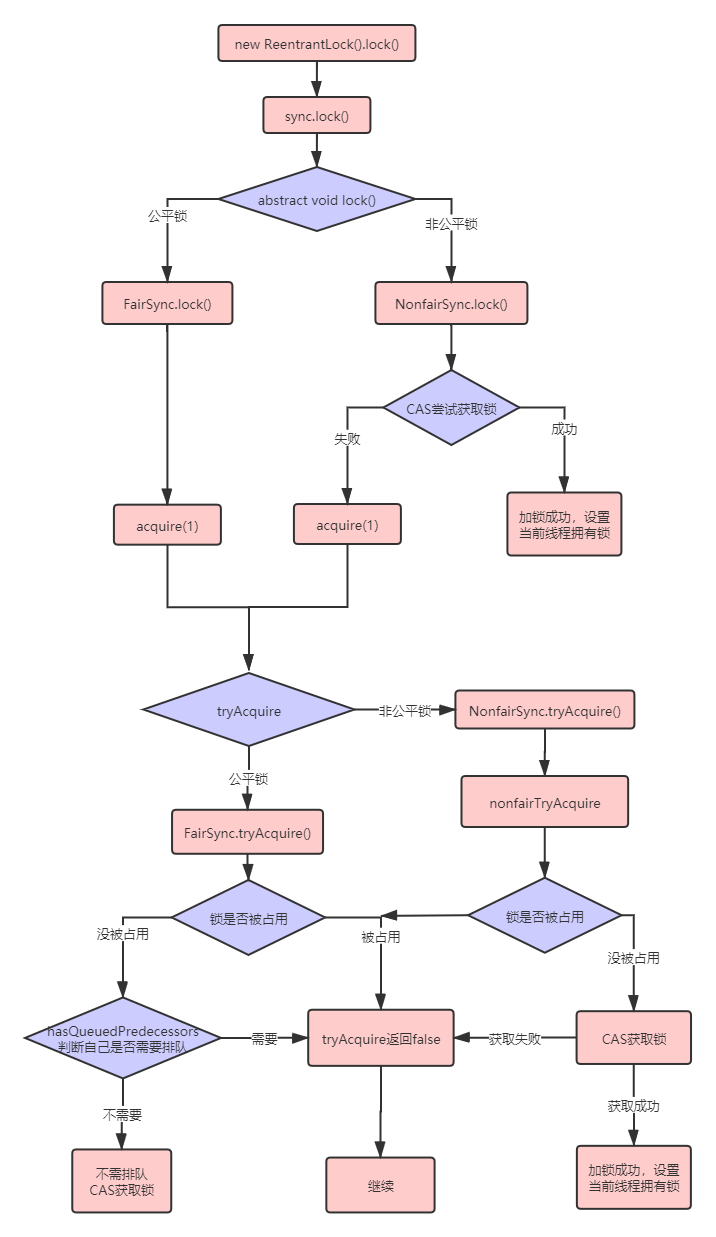 new ReentrantLock().lock()
sync.lock()
abstract void lock()
公平锁
非公平锁
FairSync.lock()
NonfairSync.lock()
CAS尝试获取锁
失败
成功
acquire(1)
acquire(1)
加锁成功，设置
当前线程拥有锁
tryAcquire
非公平锁
NonfairSync.tryAcquire()
公平锁
nonfairTryAcquire
FairSync.tryAcquire()
锁是否被占用
锁是否被占用
没被占用
被占用
没被占用
hasQueuedPredecessors
判断自己是否需要排队
需要
tryAcquire返回false
获取失败
CAS获取锁
不需要
获取成功
不需排队
CAS获取锁
继续
加锁成功，设置
当前线程拥有锁